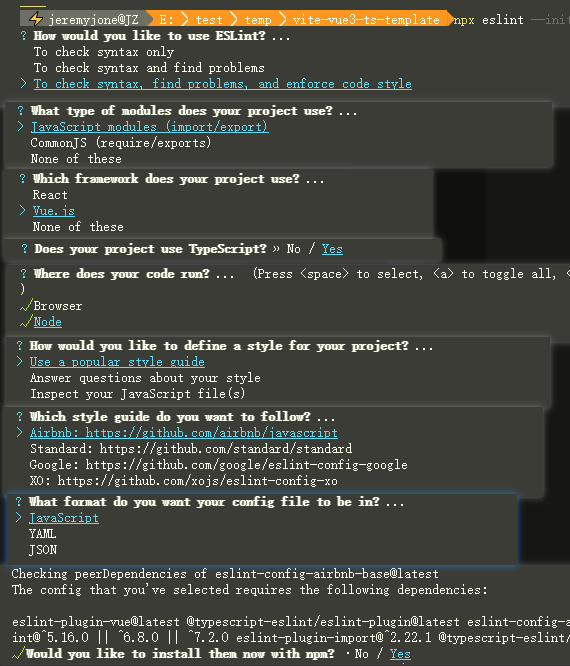 jeremyjone@JZ E: test temp vite-vue3-ts-template npx eslint --init
? How would you like to use ESLint? ...
To check syntax only
To check syntax and find problems
> To check syntax, find problems, and enforce code style
? What type of modules does your project use? ...
> JavaScript modules (import/export)
CommonJS (require/exports)
None of these
? Which framework does your project use? ...
React
> Vue.js
None of these
? Does your project use TypeScript? » No / Yes
? Where does your code run? ... (Press <space> to select, <a> to toggle all, <
)
✓Browser
✓Node
? How would you like to define a style for your project? ...
> Use a popular style guide
Answer questions about your style
Inspect your JavaScript file(s)
? Which style guide do you want to follow? ...
> Airbnb: https://github.com/airbnb/javascript
Standard: https://github.com/standard/standard
Google: https://github.com/google/eslint-config-google
XO: https://github.com/xojs/eslint-config-xo
? What format do you want your config file to be in? ...
> JavaScript
YAML
JSON
Checking peerDependencies of eslint-config-airbnb-base@latest
The config that you've selected requires the following dependencies:
eslint-plugin-vue@latest @typescript-eslint/eslint-plugin@latest eslint-config-a
int@^5.16.0 || ^6.8.0 || ^7.2.0 eslint-plugin-import@^2.22.1 @typescript-eslint/
✓Would you like to install them now with npm? · No / Yes